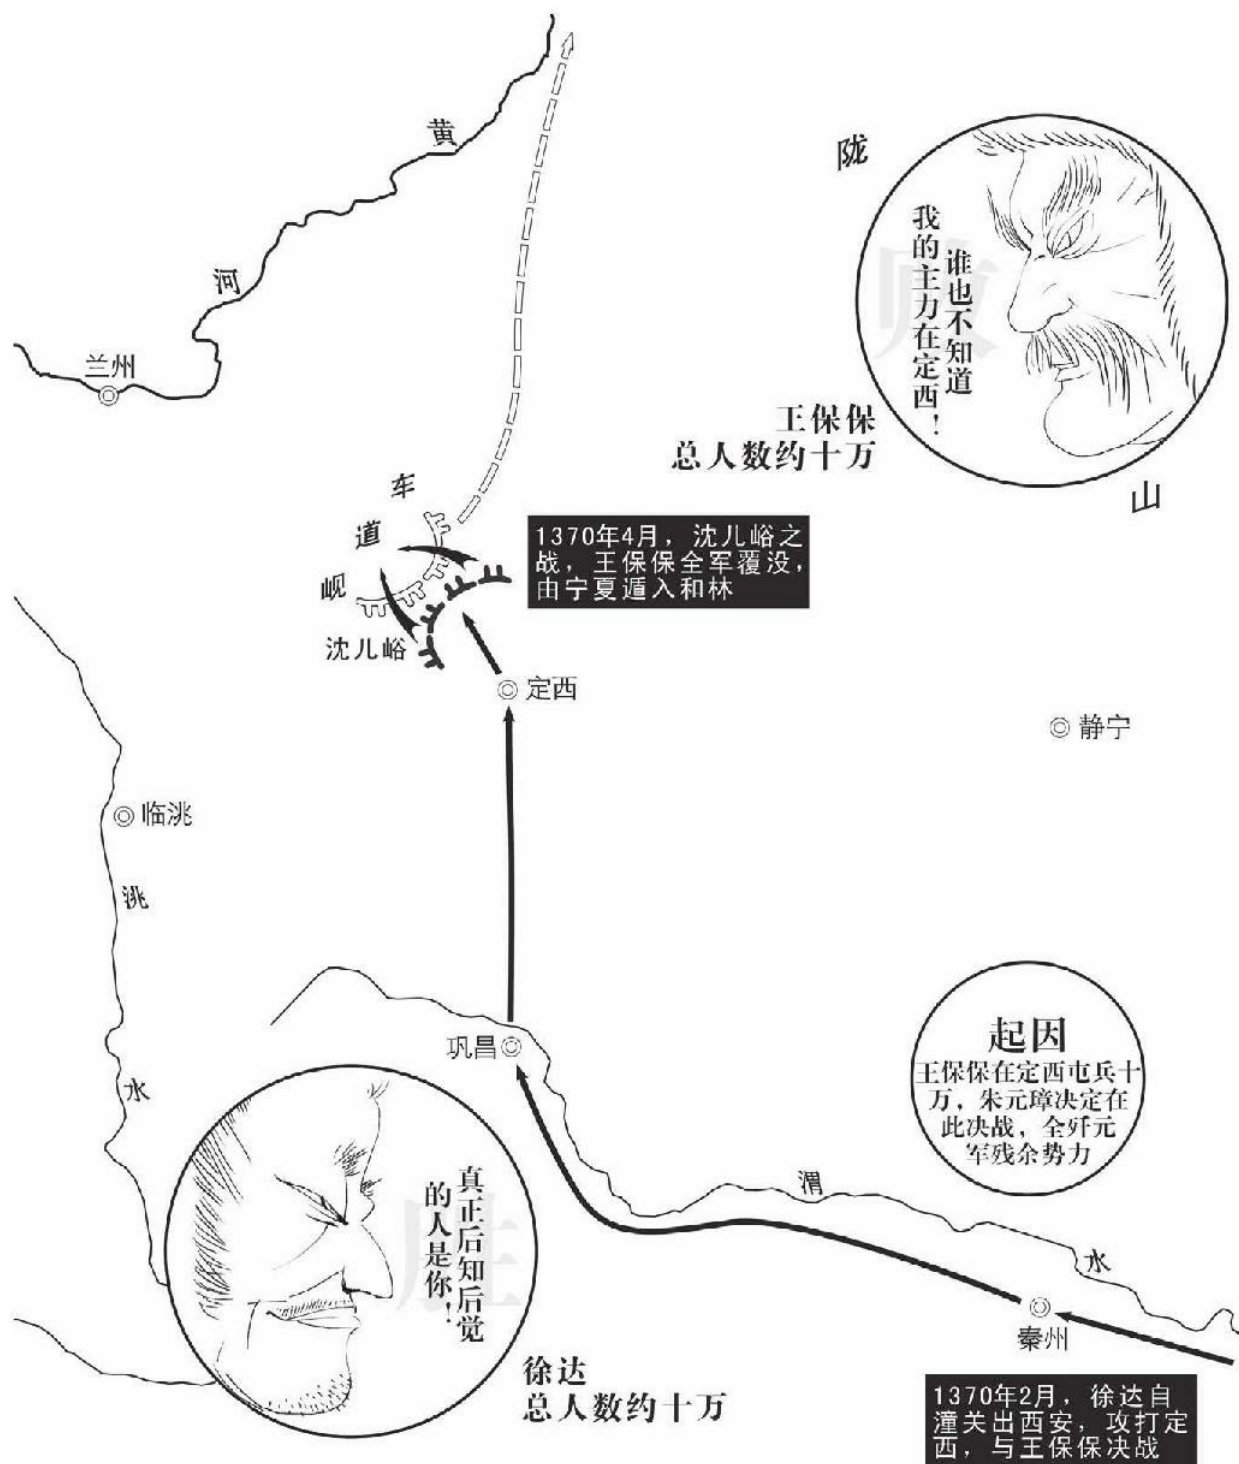 黄
河
兰州
陇
山
败
谁也不知道
我的主力在定西！
王保保
总人数约十万
车
道
岘
沈儿峪
1370年4月，沈儿峪之
战，王保保全军覆没，
由宁夏遁入和林
定西
静宁
临洮
洮
水
巩昌
起因
王保保在定西屯兵十
万，朱元璋决定在
此决战，全歼元
军残余势力
胜
真正后知后觉
的人是你！
徐达
总人数约十万
渭
水
秦州
1370年2月，徐达自
潼关出西安，攻打定
西，与王保保决战